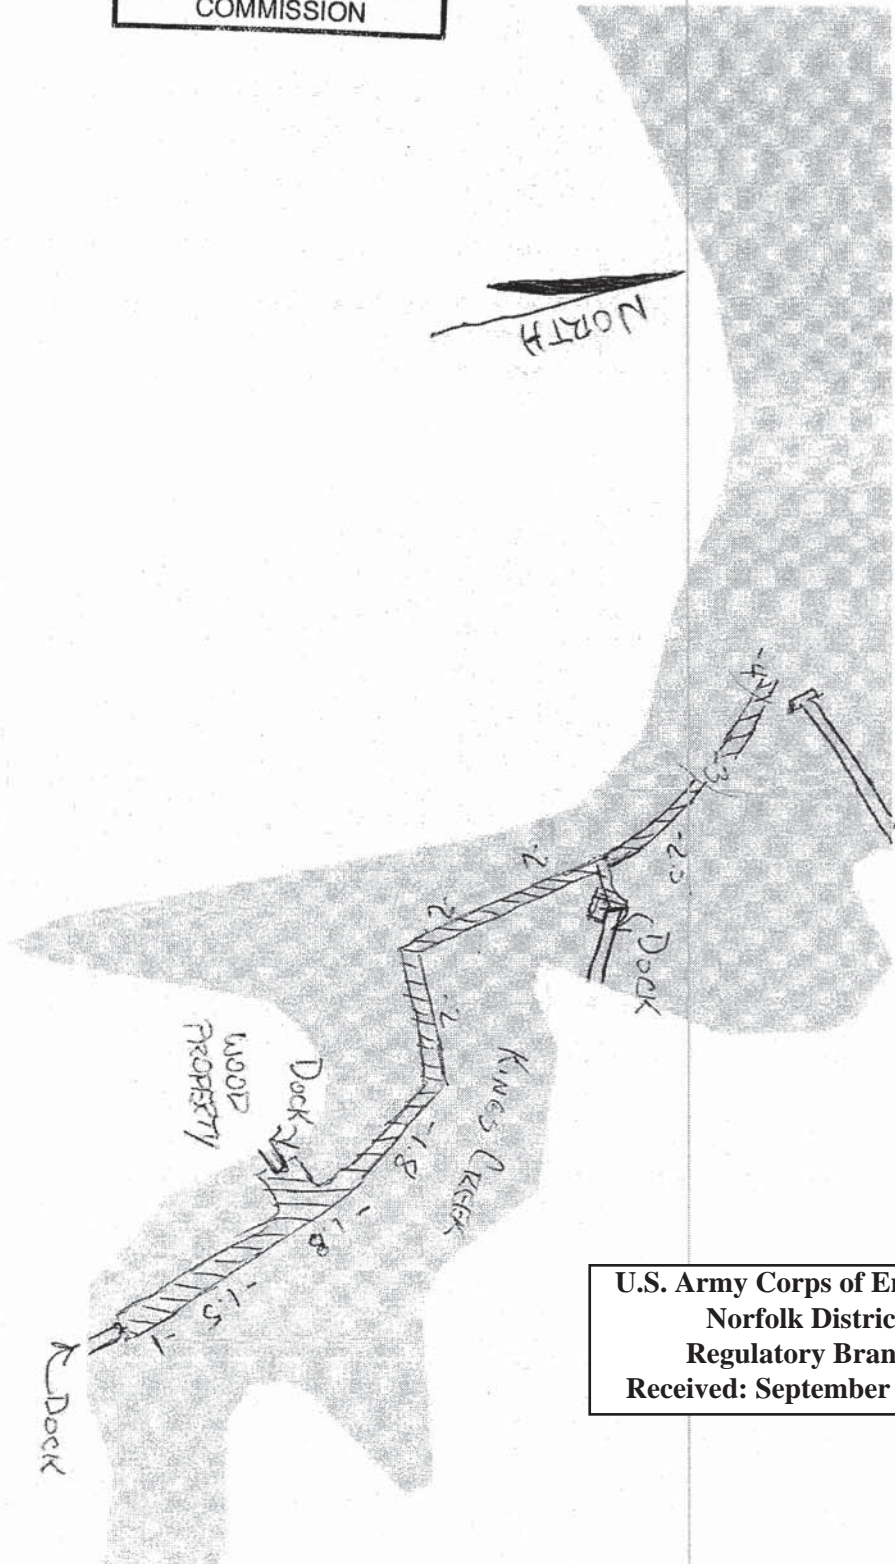 COMMISSION
NORTH
-4
-3
-2.5
-2
-2
-2
DOCK
KINGS CREEK
WOOD
PROPERTY
DOCK
-1.8
-1.8
-1.5
-1
DOCK
U.S. Army Corps of En
Norfolk Distric
Regulatory Bran
Received: September